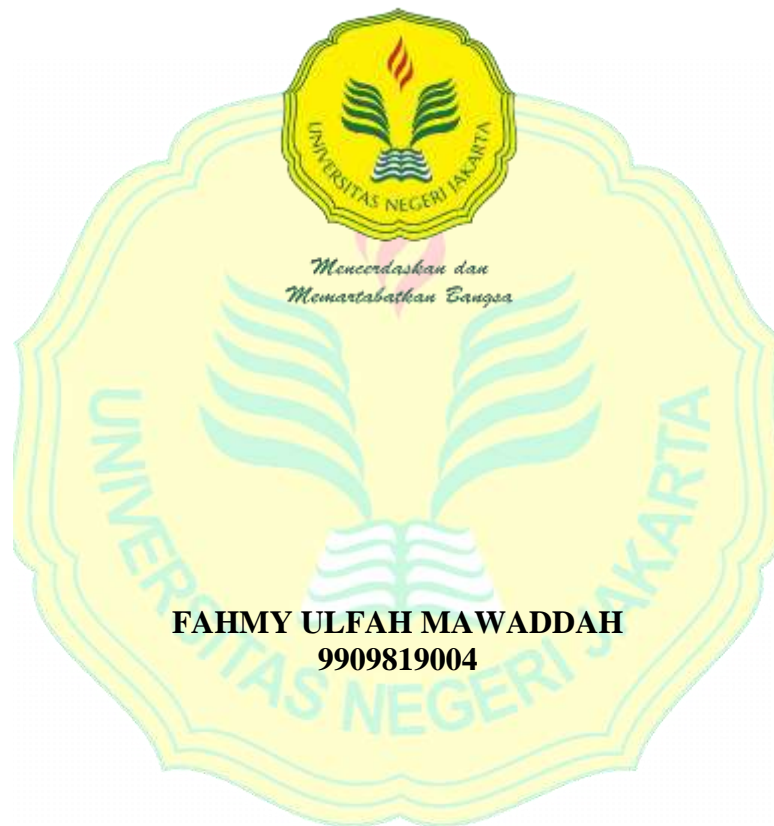 UNIVERSITAS NEGERI JAKARTA
Mencerdaskan dan
Memartabatkan Bangsa
UNIVERSITAS NEGERI JAKARTA
FAHMY ULFAH MAWADDAH
9909819004